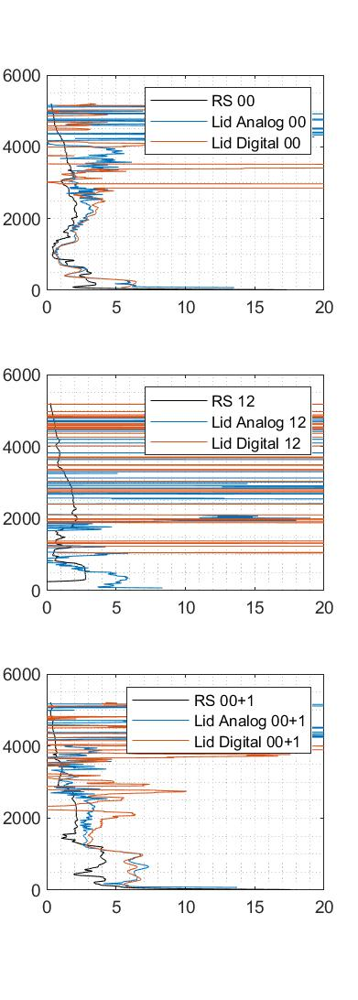 6000
RS 00
Lid Analog 00
4000
Lid Digital 00
2000
0
0 5 10 15 20
6000
RS 12
Lid Analog 12
4000
Lid Digital 12
2000
0
0 5 10 15 20
6000
RS 00+1
Lid Analog 00+1
4000
Lid Digital 00+1
2000
0
0 5 10 15 20